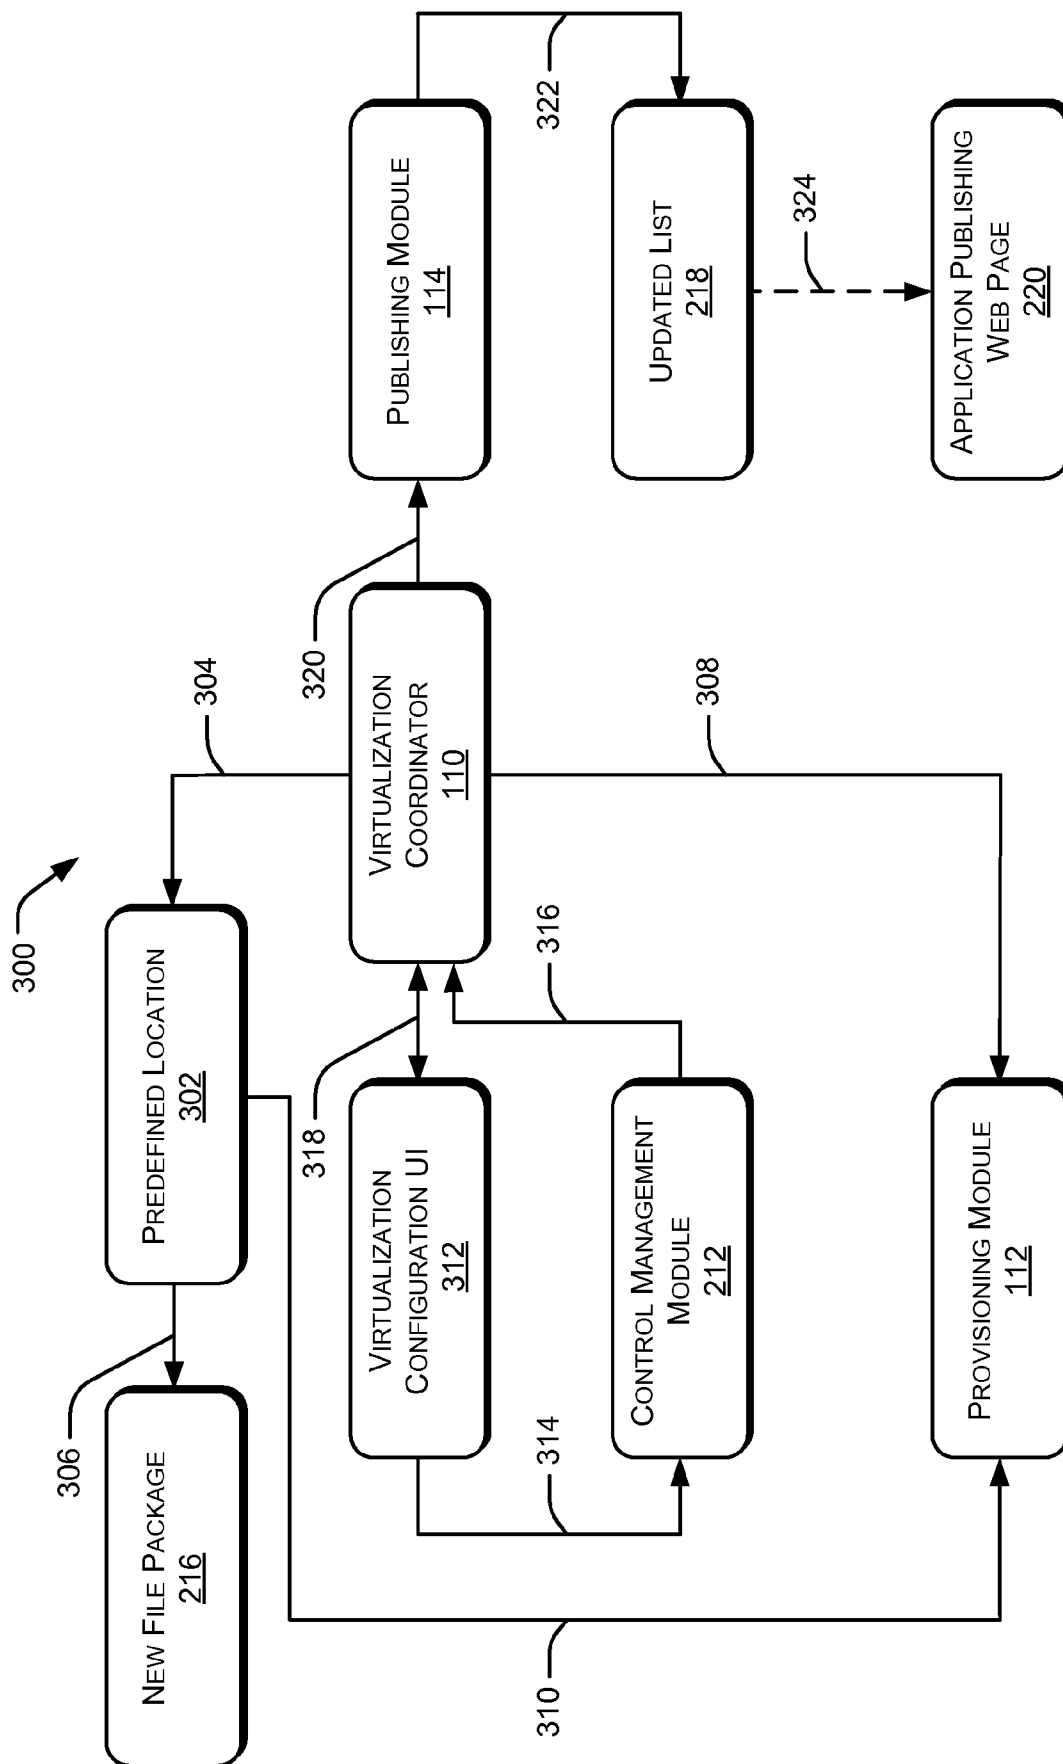 300
NEW FILE PACKAGE
216
306
PREDEFINED LOCATION
302
304
310
314
VIRTUALIZATION
CONFIGURATION UI
312
318
VIRTUALIZATION
COORDINATOR
110
320
PUBLISHING MODULE
114
322
CONTROL MANAGEMENT
MODULE
212
316
UPDATED LIST
218
324
308
PROVISIONING MODULE
112
APPLICATION PUBLISHING
WEB PAGE
220